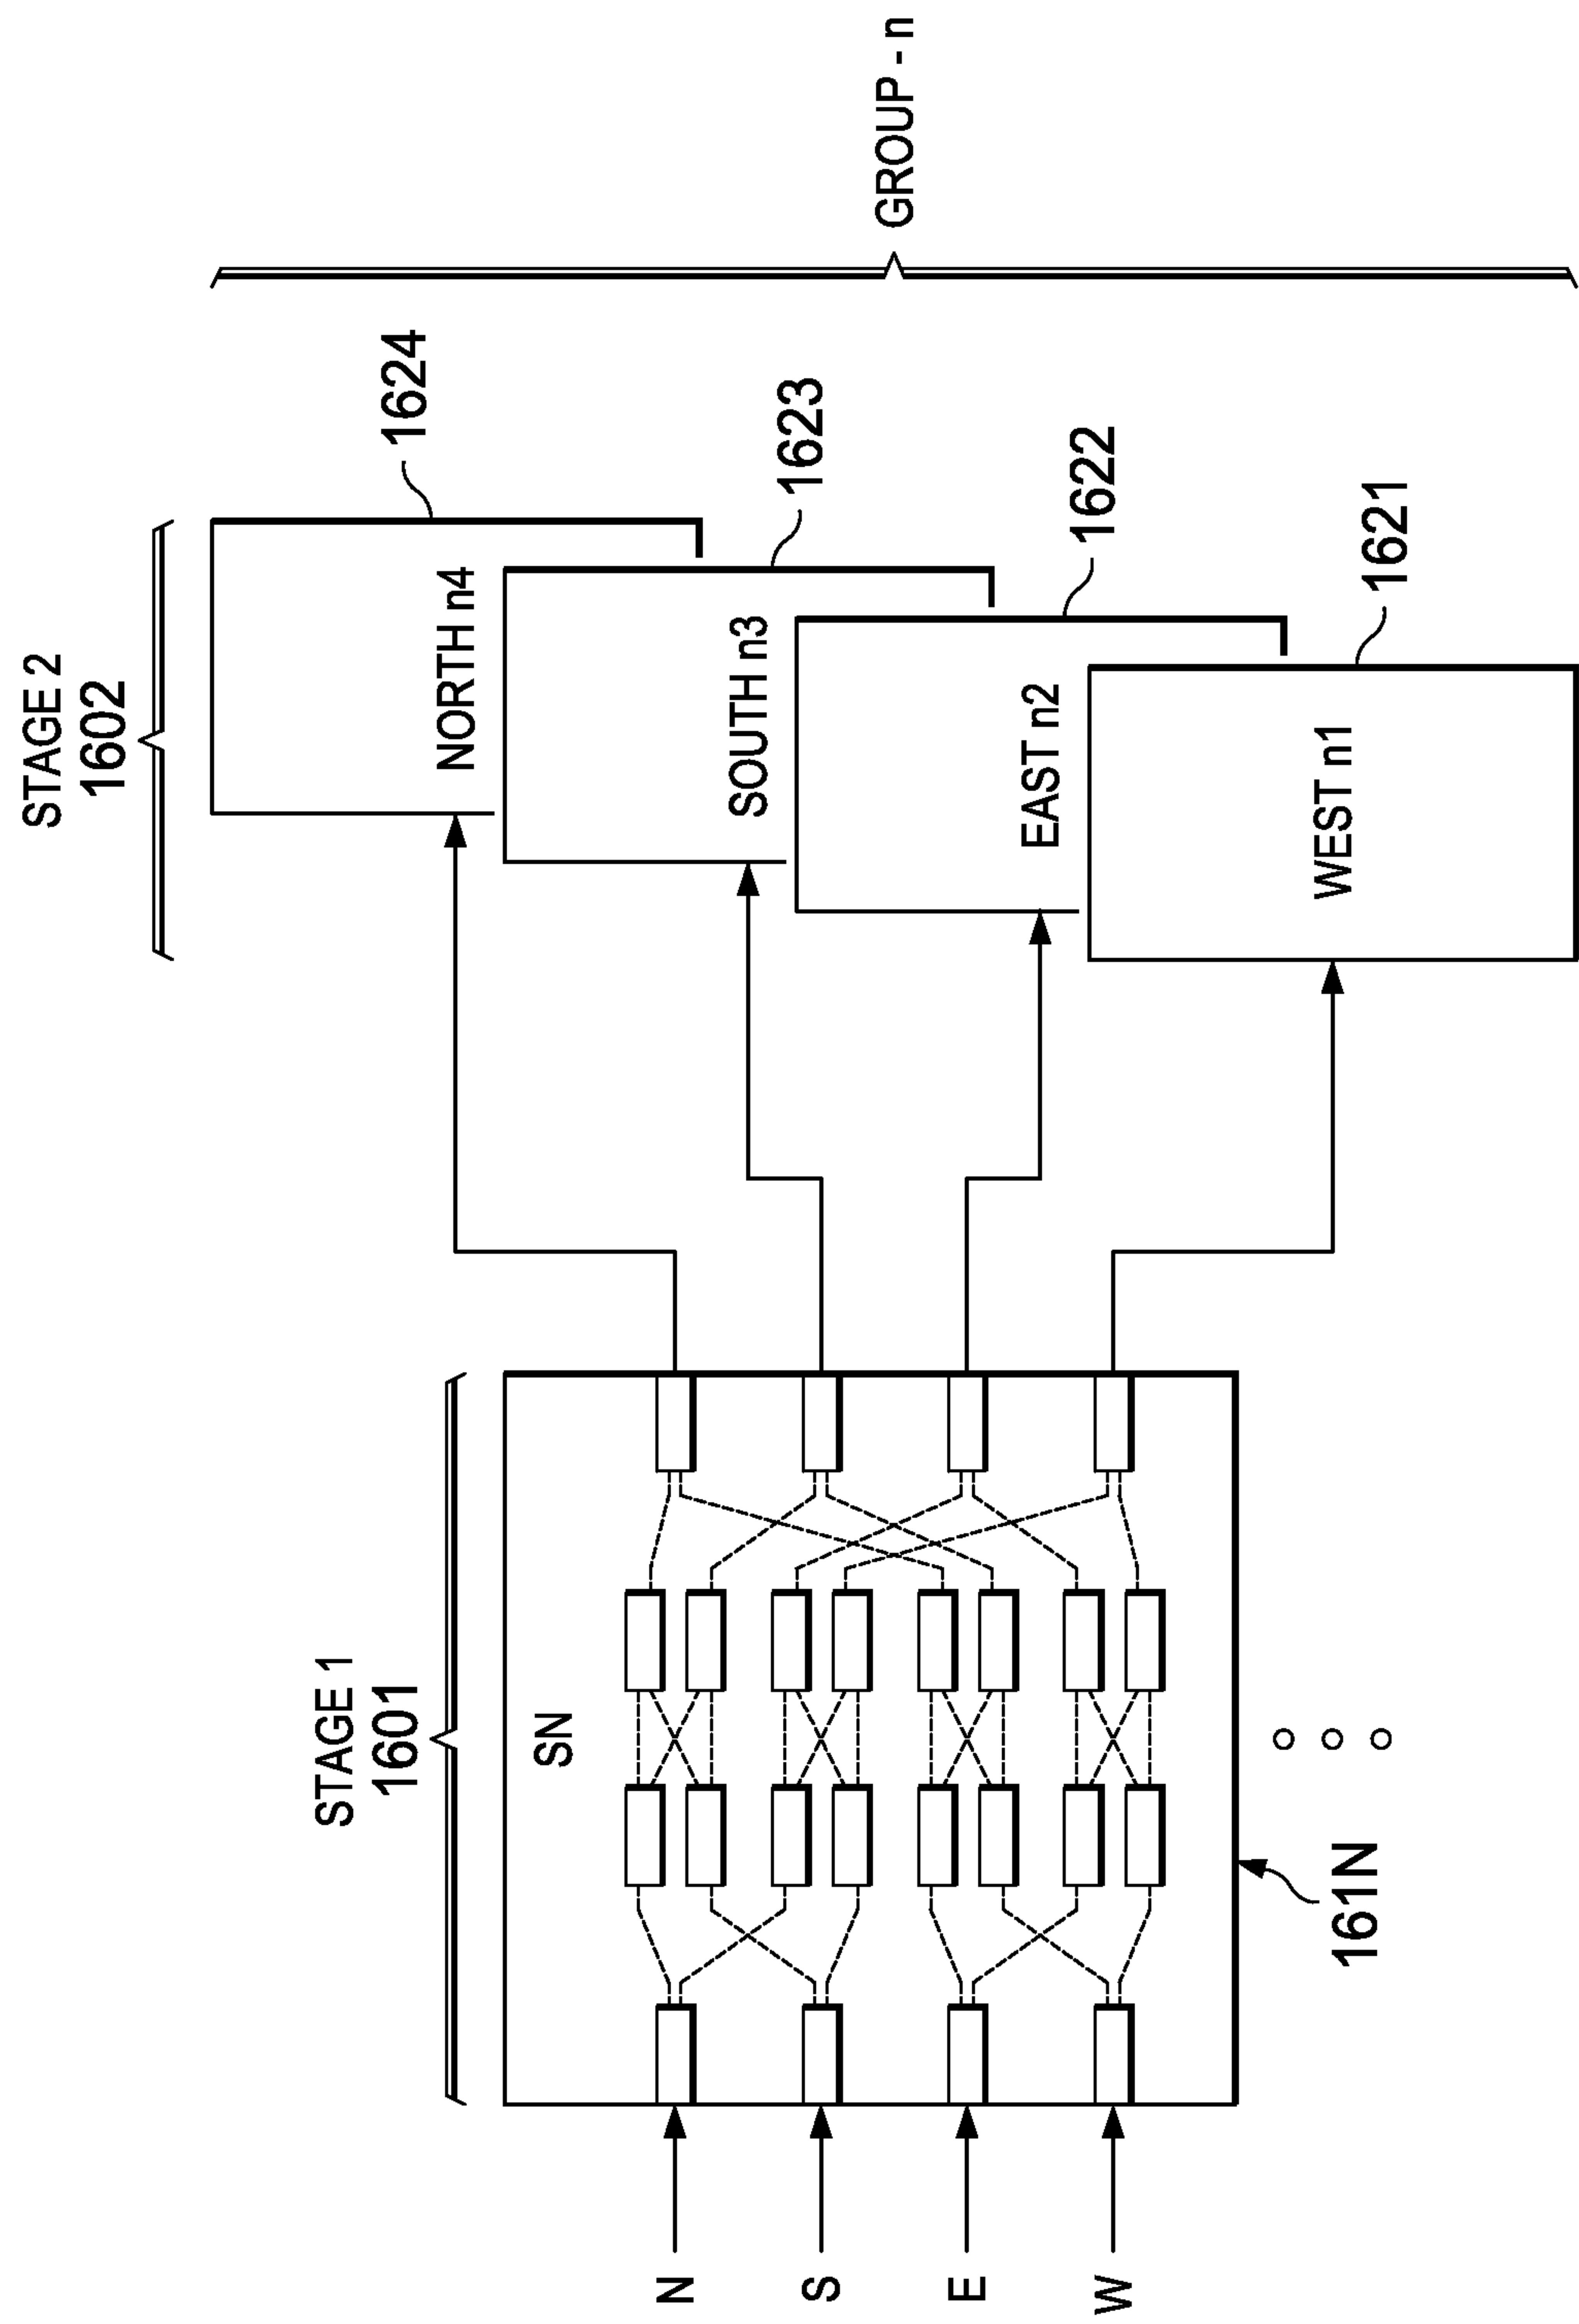 STAGE 1
1601
STAGE 2
1602
N
S
E
W
SN
161N
NORTH n4
1624
SOUTH n3
1623
EAST n2
1622
WEST n1
1621
GROUP - n